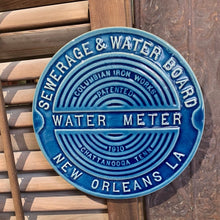 SEWERAGE & WATER BOARD
COLUMBIAN IRON WORKS
PATENTED
WATER METER
1910
CHATTANOOGA TENN.
NEW ORLEANS LA